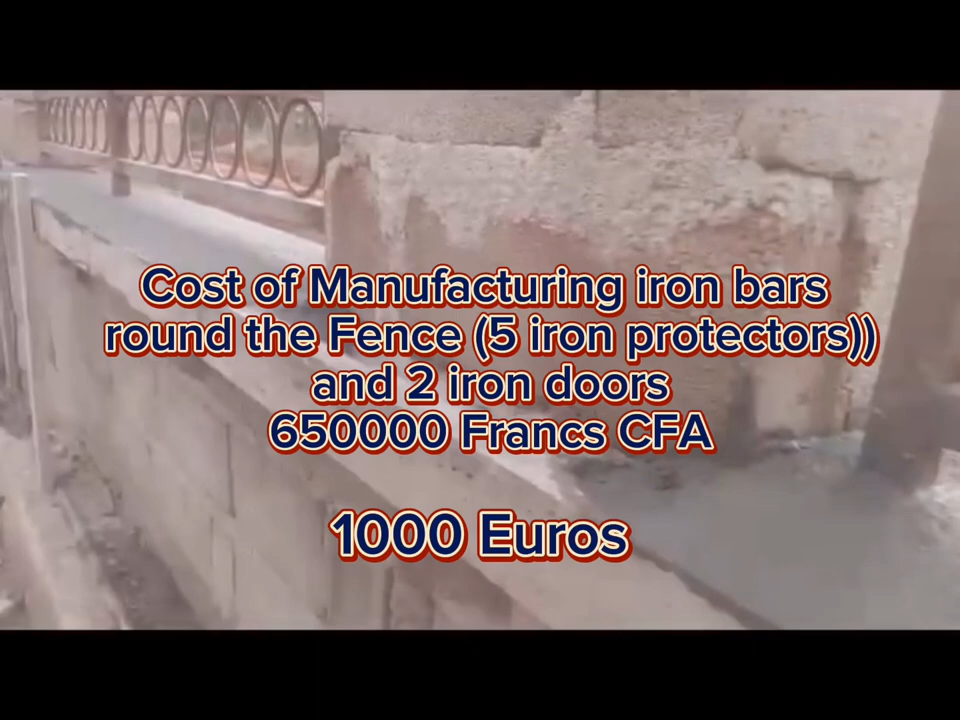 Cost of Manufacturing iron bars
round the Fence (5 iron protectors))
and 2 iron doors
650000 Francs CFA
1000 Euros